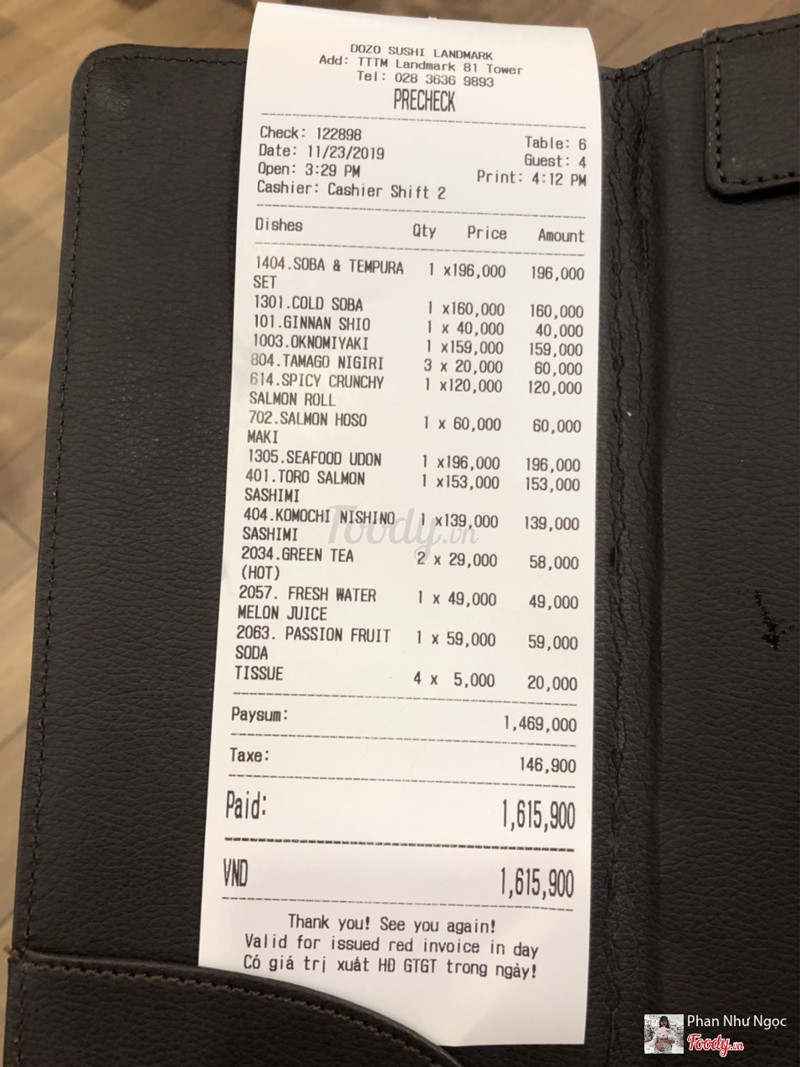 DOZO SUSHI LANDMARK
Add: TTTM Landmark 81 Tower
Tel: 028 3636 9893
PRECHECK
Check: 122898 Table: 6
Date: 11/23/2019 Guest: 4
Open: 3:29 PM Print: 4:12 PM
Cashier: Cashier Shift 2
Dishes Qty Price Amount
1404.SOBA & TEMPURA 1 x196,000 196,000
SET
1301.COLD SOBA 1 x160,000 160,000
101.GINNAN SHIO 1 x 40,000 40,000
1003.OKNOMIYAKI 1 x159,000 159,000
804.TAMAGO NIGIRI 3 x 20,000 60,000
614.SPICY CRUNCHY 1 x120,000 120,000
SALMON ROLL
702.SALMON HOSO 1 x 60,000 60,000
MAKI
1305.SEAFOOD UDON 1 x196,000 196,000
401.TORO SALMON 1 x153,000 153,000
SASHIMI
404.KOMOCHI NISHINO 1 x139,000 139,000
SASHIMI
2034.GREEN TEA 2 x 29,000 58,000
(HOT)
2057. FRESH WATER 1 x 49,000 49,000
MELON JUICE
2063. PASSION FRUIT 1 x 59,000 59,000
SODA
TISSUE 4 x 5,000 20,000
Paysum: 1,469,000
Taxe: 146,900
Paid: 1,615,900
VND 1,615,900
Thank you! See you again!
Valid for issued red invoice in day
Có giá trị xuất HĐ GTGT trong ngày!
Foody.vn
Phan Như Ngọc
Foody.vn